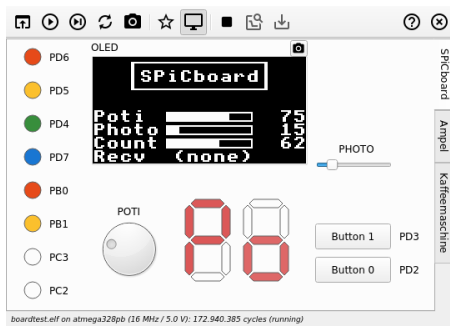 OLED
SPiCboard
Poti 75
Photo 15
Count 62
Recv (none)
PD6
PD5
PD4
PD7
PB0
PB1
PC3
PC2
POTI
PHOTO
Po
Button 1 PD3
Button 0 PD2
SPiCboard
Ampel
Kaffeemaschine
boardtest.elf on atmega328pb (16 MHz / 5.0 V): 172.940.385 cycles (running)